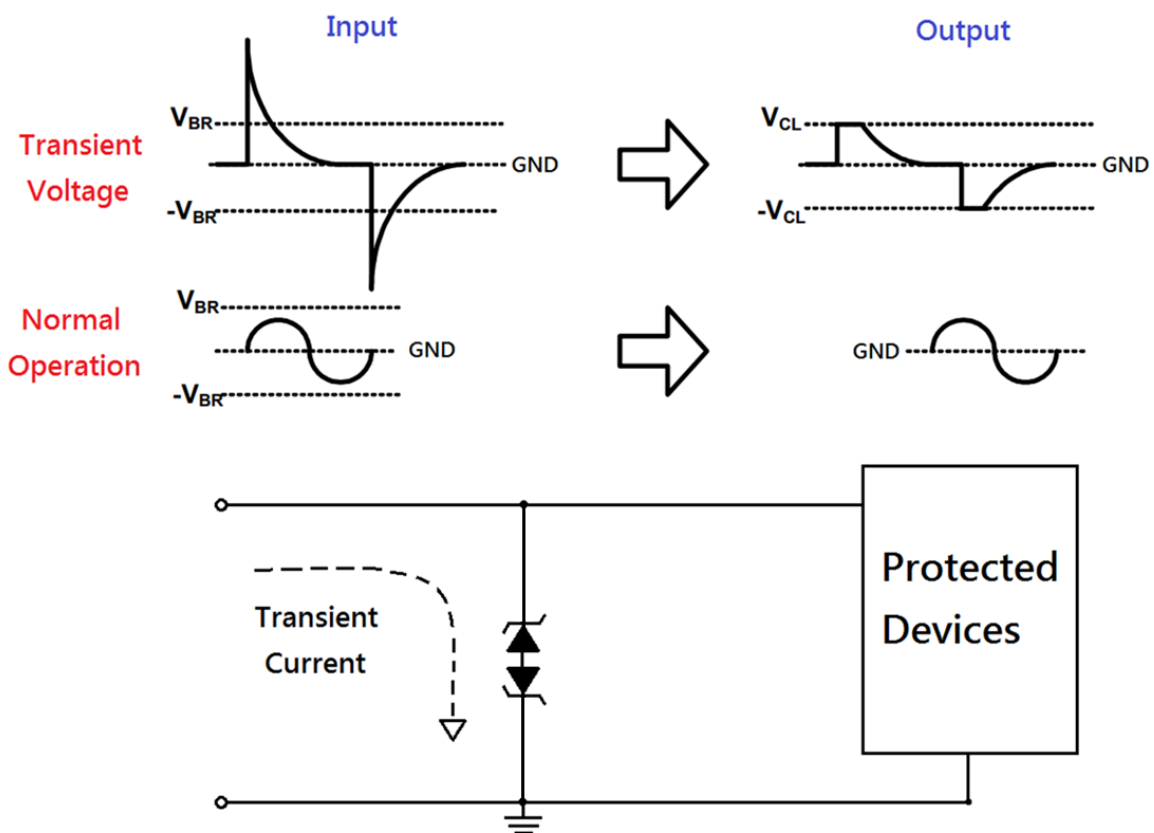 Input
Output
Transient
Voltage
VBR
GND
-VBR
VCL
GND
-VCL
Normal
Operation
VBR
GND
-VBR
GND
Transient
Current
Protected
Devices